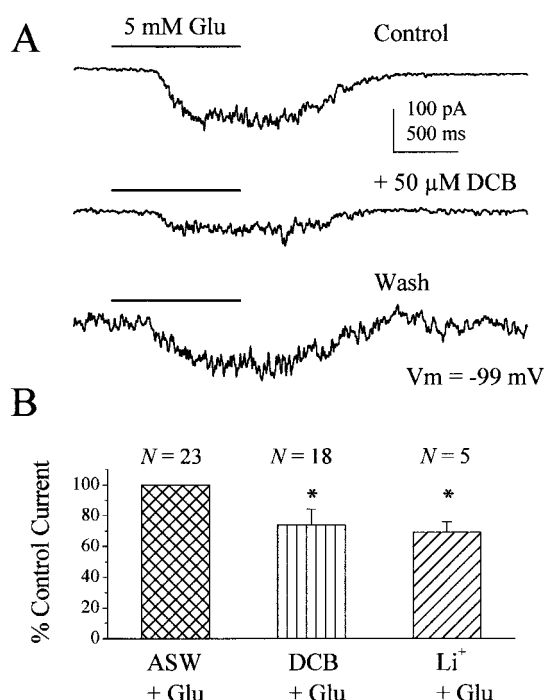 A
5 mM Glu
Control
100 pA
500 ms
+ 50 µM DCB
Wash
Vm = -99 mV
B
N = 23
N = 18
N = 5
100
80
60
40
20
0
% Control Current
*
*
ASW
+ Glu
DCB
+ Glu
Li⁺
+ Glu